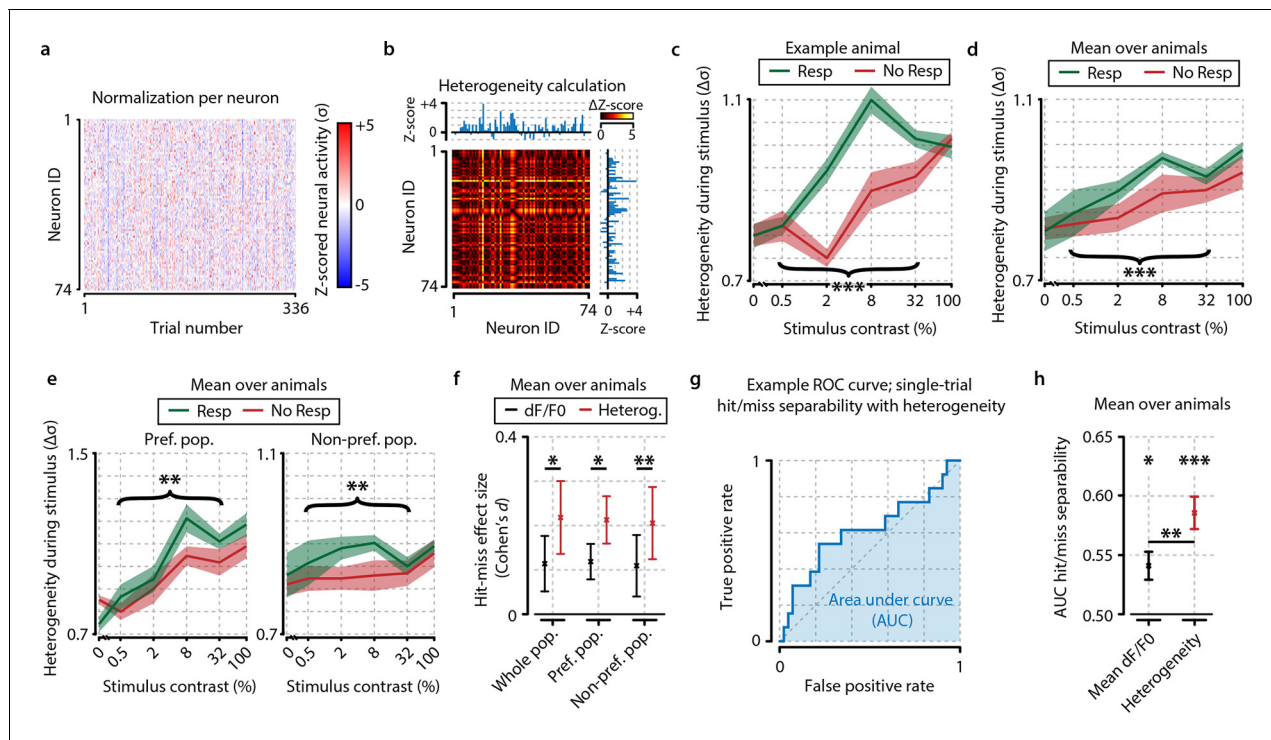 a
Normalization per neuron
1
Neuron ID
74
1
336
Trial number
+5
0
-5
Z-scored neural activity (σ)
b
Heterogeneity calculation
Z-score
+4
0
ΔZ-score
0 5
1
Neuron ID
74
1
74
Neuron ID
0
+4
Z-score
c
Example animal
Resp No Resp
Heterogeneity during stimulus (Δσ)
1.1
0.7
***
0 0.5 2 8 32 100
Stimulus contrast (%)
d
Mean over animals
Resp No Resp
Heterogeneity during stimulus (Δσ)
1.1
0.7
***
0 0.5 2 8 32 100
Stimulus contrast (%)
e
Mean over animals
Resp No Resp
Pref. pop.
Non-pref. pop.
Heterogeneity during stimulus (Δσ)
1.5
0.7
**
0 0.5 2 8 32 100
Stimulus contrast (%)
1.1
0.7
**
0 0.5 2 8 32 100
Stimulus contrast (%)
f
Mean over animals
dF/F0 Heterog.
Hit-miss effect size
(Cohen's d)
0.4
0
* * **
Whole pop.
Pref. pop.
Non-pref. pop.
g
Example ROC curve; single-trial
hit/miss separability with heterogeneity
True positive rate
1
0
Area under curve
(AUC)
0 1
False positive rate
h
Mean over animals
AUC hit/miss separability
0.65
0.60
0.55
0.50
* ***
**
Mean dF/F0
Heterogeneity